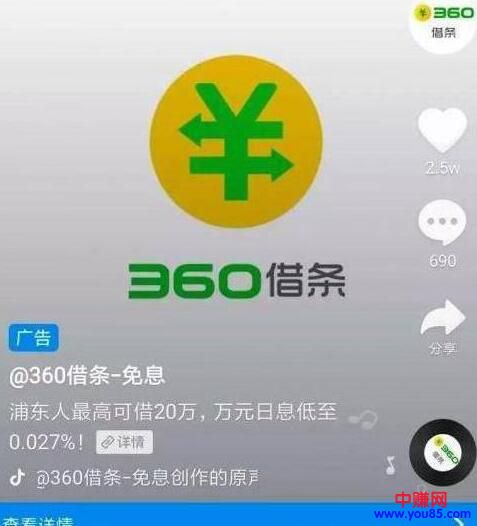 360
借条
2.5w
360借条
690
广告
分享
@360借条-免息
浦东人最高可借20万，万元日息低至
0.027%！ 详情
360
借条
@360借条-免息创作的原声
中赚网
www.you85.com
查看详情